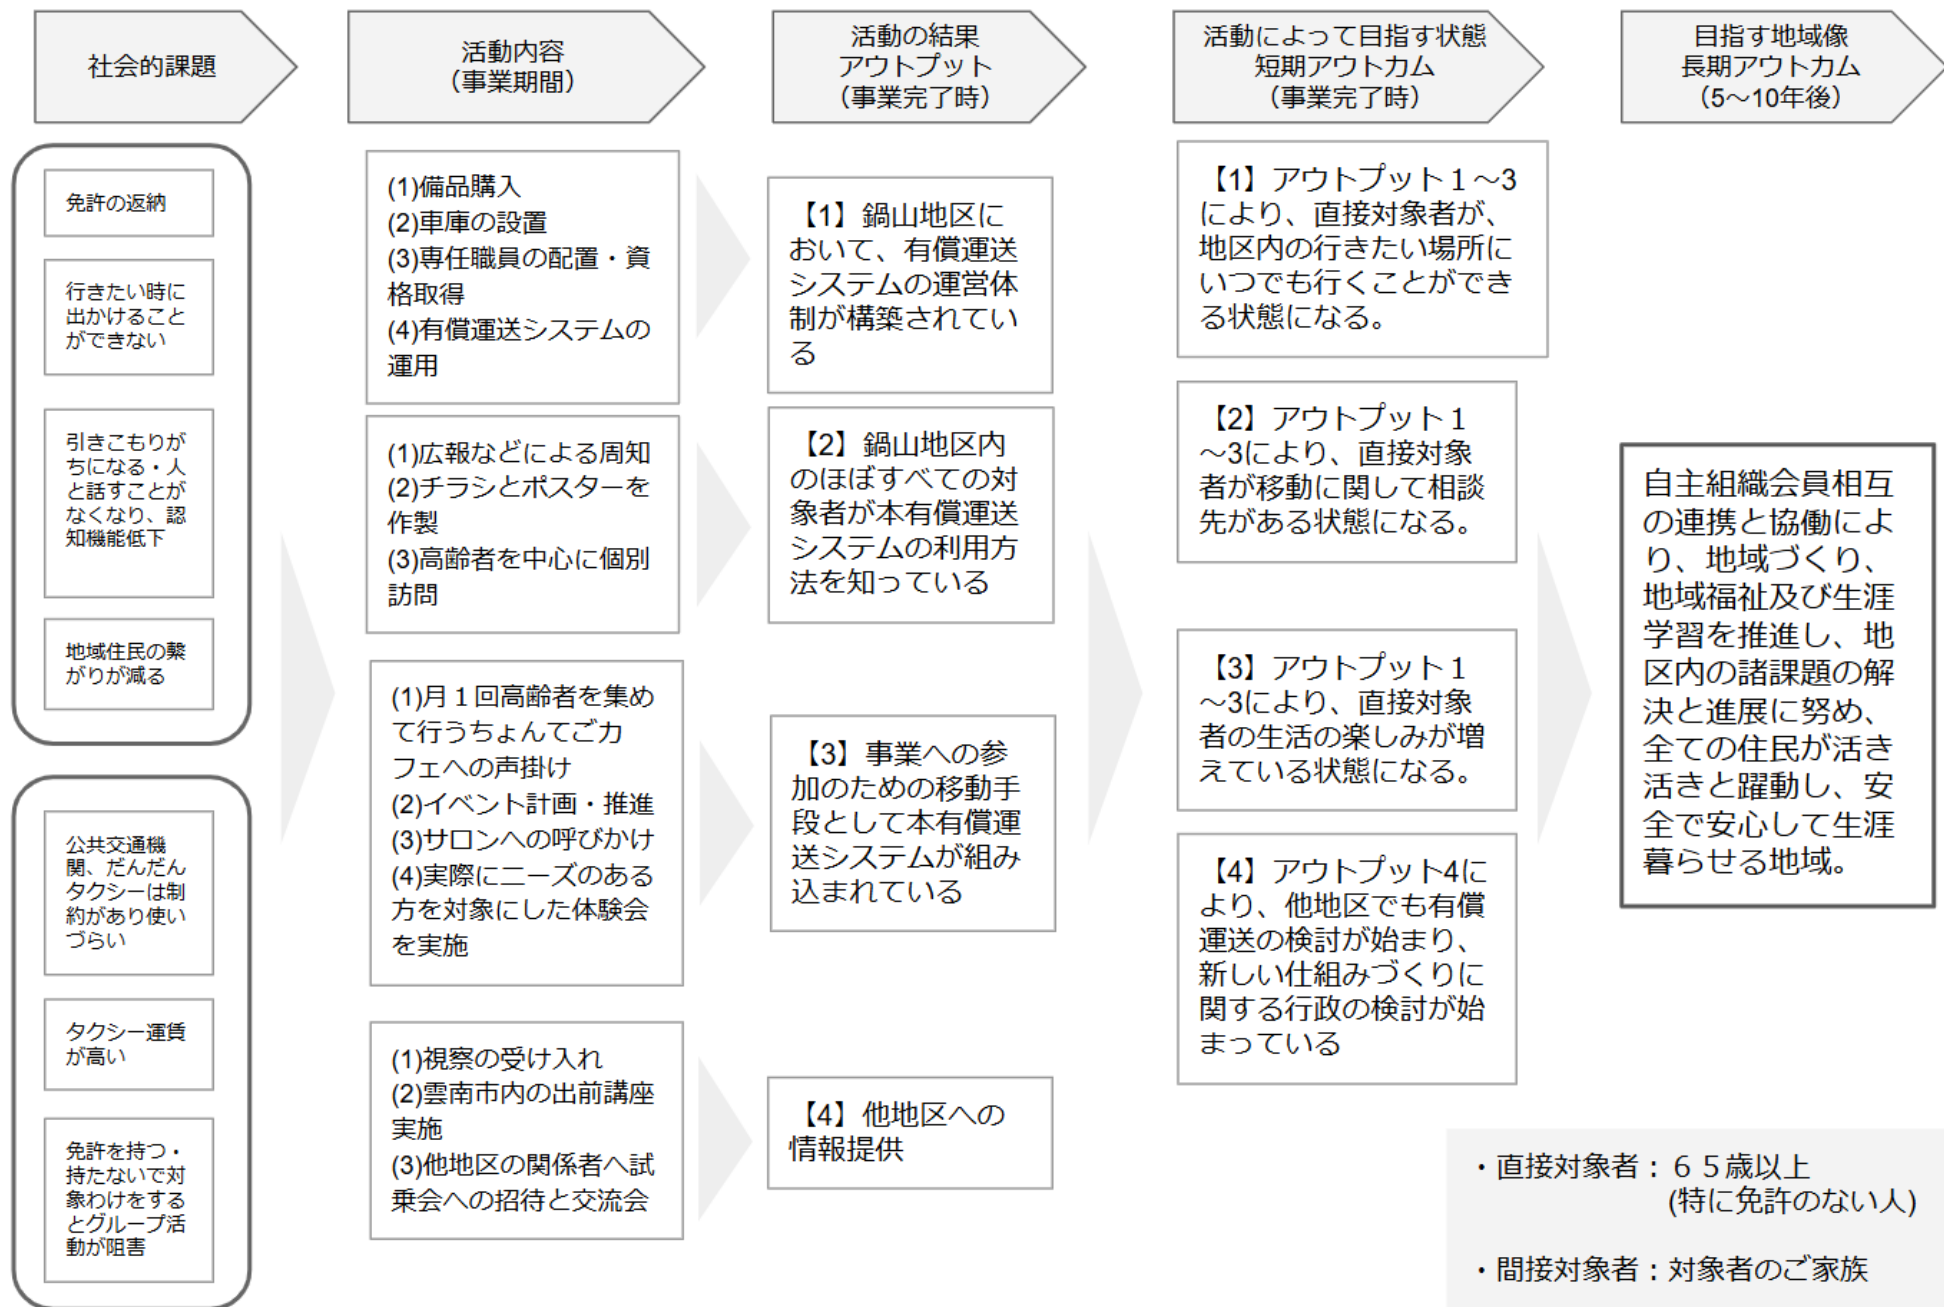 社会的課題
活動内容
（事業期間）
活動の結果
アウトプット
（事業完了時）
活動によって目指す状態
短期アウトカム
（事業完了時）
目指す地域像
長期アウトカム
（5～10年後）
免許の返納
行きたい時に
出かけること
ができない
引きこもりが
ちになる・人
と話すことが
なくなり、認
知機能低下
地域住民の繋
がりが減る
公共交通機
関、だんだん
タクシーは制
約があり使い
づらい
タクシー運賃
が高い
免許を持つ・
持たないで対
象わけをする
とグループ活
動が阻害
(1)備品購入
(2)車庫の設置
(3)専任職員の配置・資
格取得
(4)有償運送システムの
運用
(1)広報などによる周知
(2)チラシとポスターを
作製
(3)高齢者を中心に個別
訪問
(1)月１回高齢者を集め
て行うちょんてごカ
フェへの声掛け
(2)イベント計画・推進
(3)サロンへの呼びかけ
(4)実際にニーズのある
方を対象にした体験会
を実施
(1)視察の受け入れ
(2)雲南市内の出前講座
実施
(3)他地区の関係者へ試
乗会への招待と交流会
【1】鍋山地区に
おいて、有償運送
システムの運営体
制が構築されてい
る
【2】鍋山地区内
のほぼすべての対
象者が本有償運送
システムの利用方
法を知っている
【3】事業への参
加のための移動手
段として本有償運
送システムが組み
込まれている
【4】他地区への
情報提供
【1】アウトプット１～3
により、直接対象者が、
地区内の行きたい場所に
いつでも行くことができ
る状態になる。
【2】アウトプット１
～3により、直接対象
者が移動に関して相談
先がある状態になる。
【3】アウトプット１
～3により、直接対象
者の生活の楽しみが増
えている状態になる。
【4】アウトプット4に
より、他地区でも有償
運送の検討が始まり、
新しい仕組みづくりに
関する行政の検討が始
まっている
自主組織会員相互
の連携と協働によ
り、地域づくり、
地域福祉及び生涯
学習を推進し、地
区内の諸課題の解
決と進展に努め、
全ての住民が活き
活きと躍動し、安
全で安心して生涯
暮らせる地域。
・直接対象者：６５歳以上
(特に免許のない人)
・間接対象者：対象者のご家族